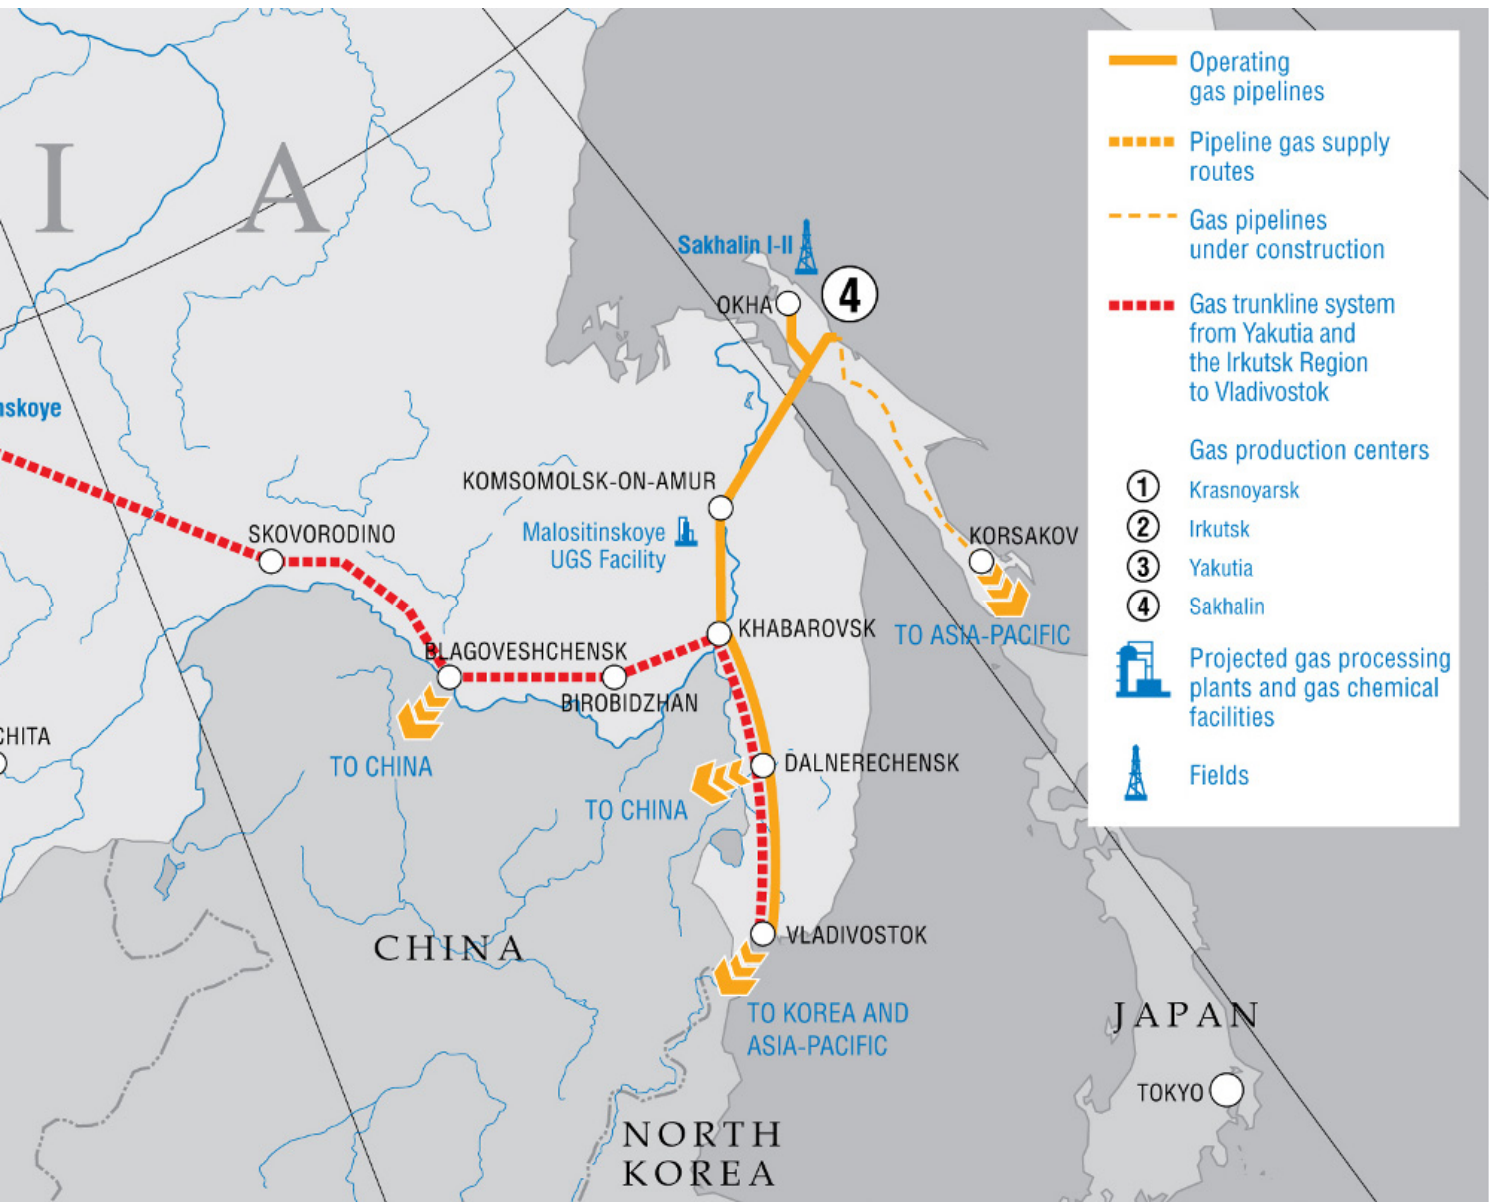 I A
Sakhalin I-II
OKHA
4
nskoye
KOMSOMOLSK-ON-AMUR
Malositinskoye
UGS Facility
SKOVORODINO
KORSAKOV
KHABAROVSK
TO ASIA-PACIFIC
BLAGOVESHCHENSK
BIROBIDZHAN
CHITA
TO CHINA
DALNERECHENSK
TO CHINA
CHINA
VLADIVOSTOK
TO KOREA AND
ASIA-PACIFIC
JAPAN
TOKYO
NORTH
KOREA
Operating
gas pipelines
Pipeline gas supply
routes
Gas pipelines
under construction
Gas trunkline system
from Yakutia and
the Irkutsk Region
to Vladivostok
Gas production centers
1 Krasnoyarsk
2 Irkutsk
3 Yakutia
4 Sakhalin
Projected gas processing
plants and gas chemical
facilities
Fields